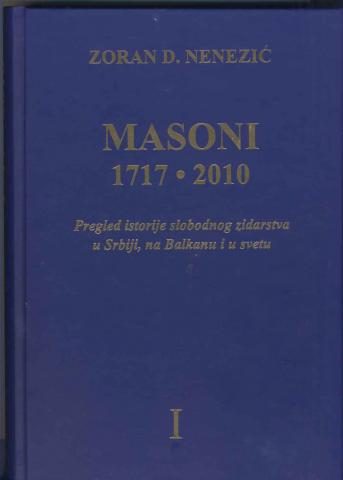 ZORAN D. NENEZIĆ
MASONI
1717 • 2010
Pregled istorije slobodnog zidarstva
u Srbiji, na Balkanu i u svetu
I